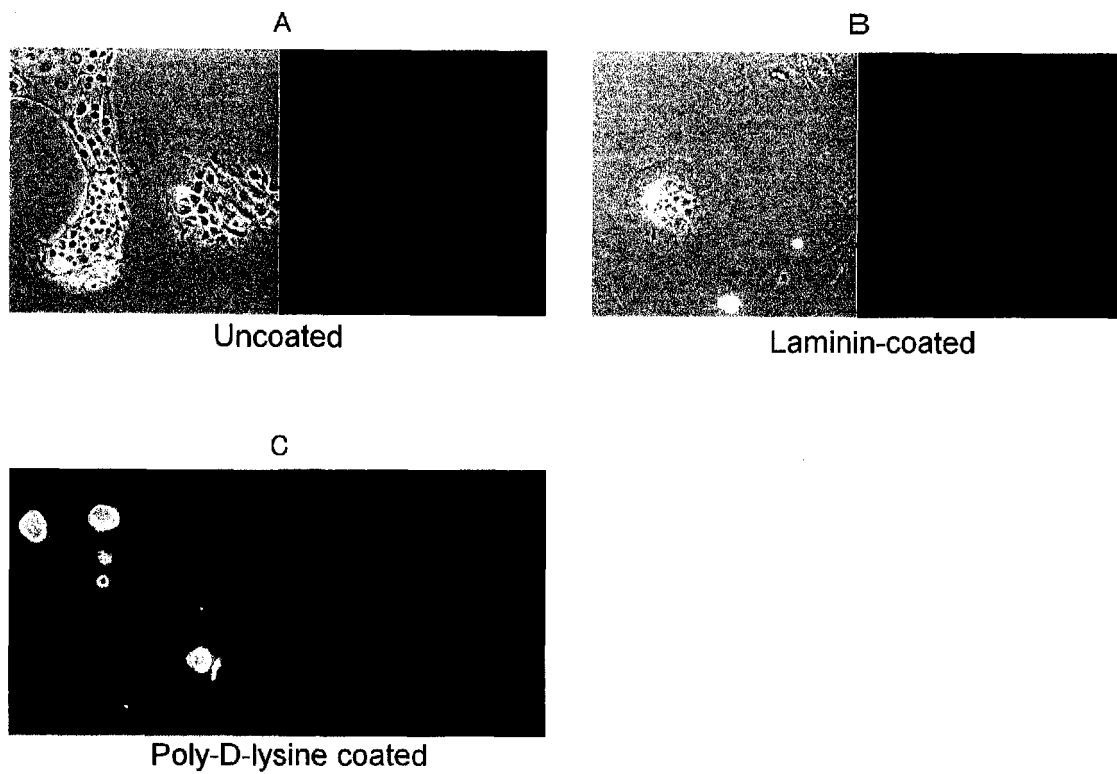 A
B
Uncoated
Laminin-coated
C
Poly-D-lysine coated